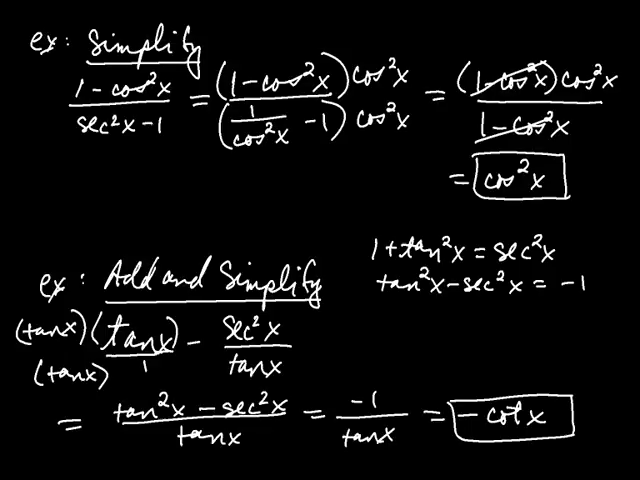 ex: Simplify
(1 - cos²x)/(sec²x - 1) = ((1 - cos²x) cos²x)/((1/cos²x - 1) cos²x) = ((1 - cos²x) cos²x)/(1 - cos²x)
= cos²x
1 + tan²x = sec²x
tan²x - sec²x = -1
ex: Add and Simplify
(tanx)(tanx)/(tanx)1 - sec²x/tanx
= (tan²x - sec²x)/tanx = -1/tanx = -cotx